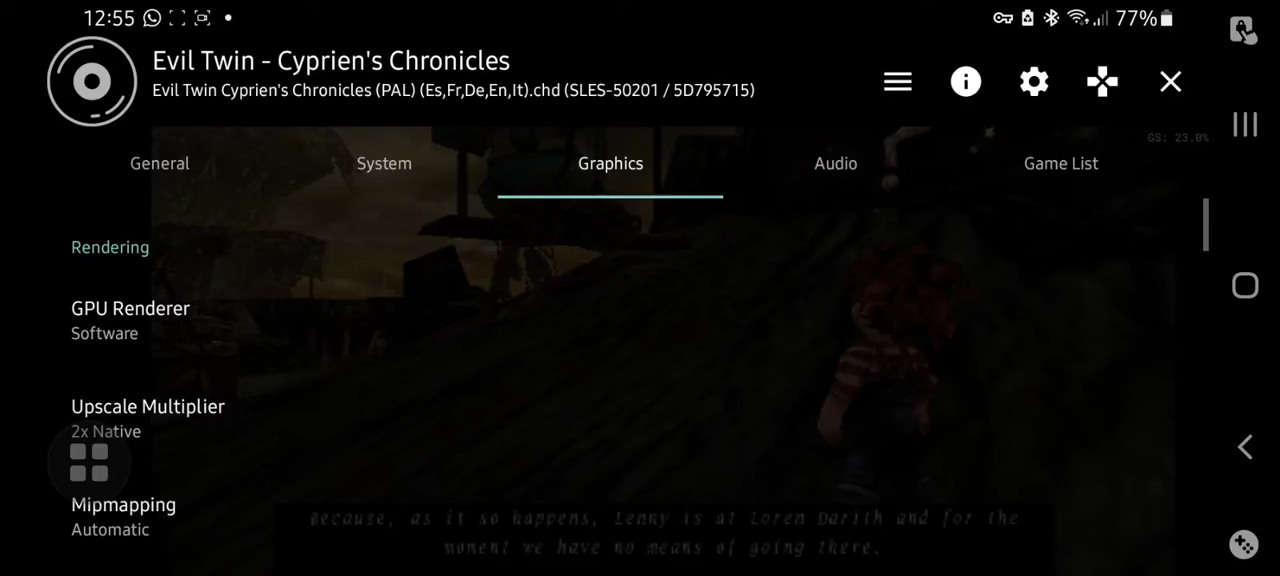 12:55 77%
Evil Twin - Cyprien's Chronicles
Evil Twin Cyprien's Chronicles (PAL) (Es,Fr,De,En,It).chd (SLES-50201 / 5D795715)
GS: 23.0%
General System Graphics Audio Game List
Rendering
GPU Renderer
Software
Upscale Multiplier
2x Native
Mipmapping
Automatic
Because, as it so happens, Lenny is at Loren Darith and for the
moment we have no means of going there.